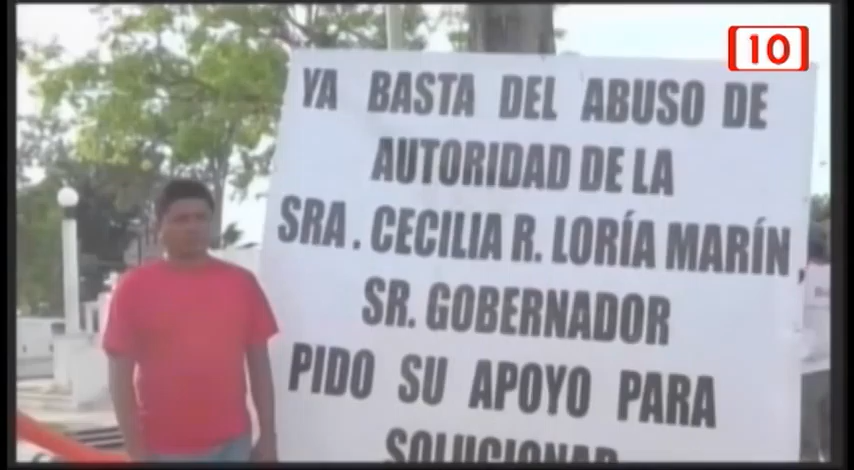 10
YA BASTA DEL ABUSO DE
AUTORIDAD DE LA
SRA. CECILIA R. LORÍA MARÍN,
SR. GOBERNADOR
PIDO SU APOYO PARA
SOLUCIONAR